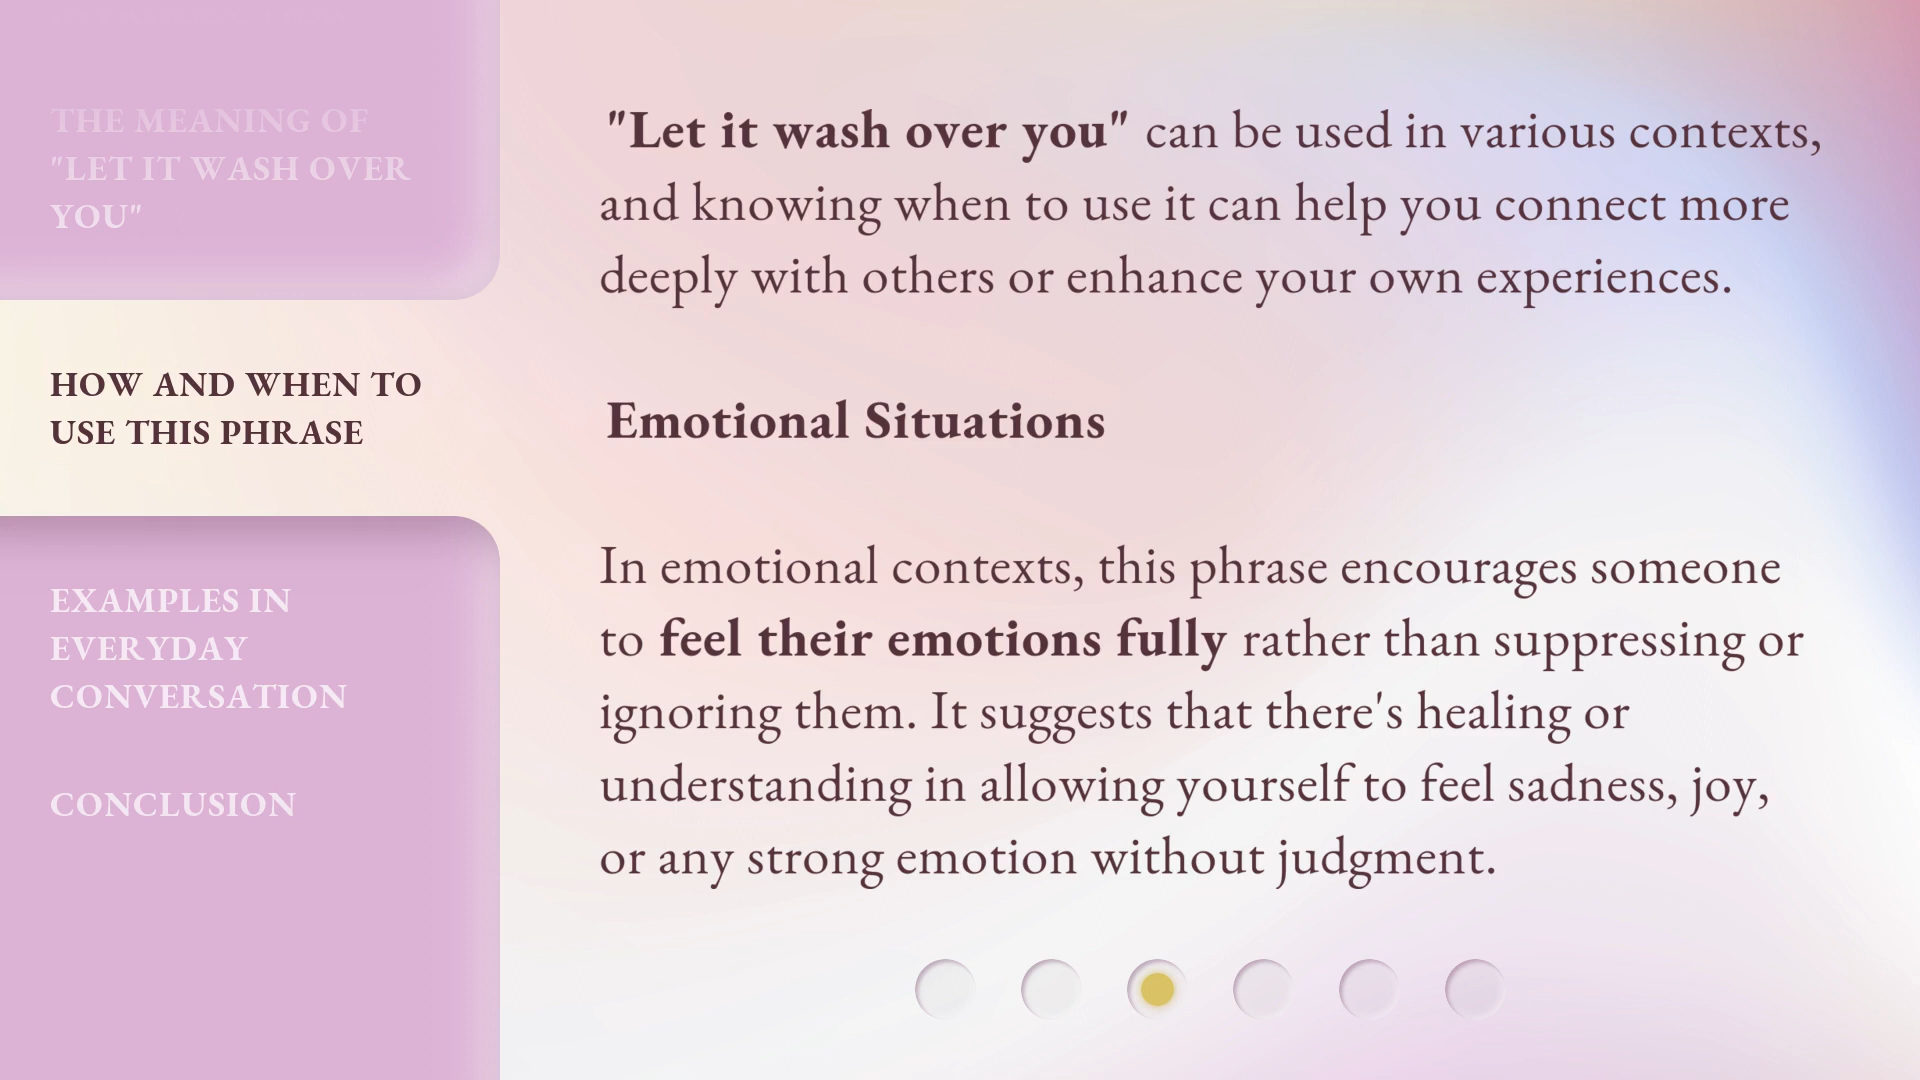 THE MEANING OF
"LET IT WASH OVER
YOU"
HOW AND WHEN TO
USE THIS PHRASE
EXAMPLES IN
EVERYDAY
CONVERSATION
CONCLUSION
"Let it wash over you" can be used in various contexts,
and knowing when to use it can help you connect more
deeply with others or enhance your own experiences.
Emotional Situations
In emotional contexts, this phrase encourages someone
to feel their emotions fully rather than suppressing or
ignoring them. It suggests that there's healing or
understanding in allowing yourself to feel sadness, joy,
or any strong emotion without judgment.